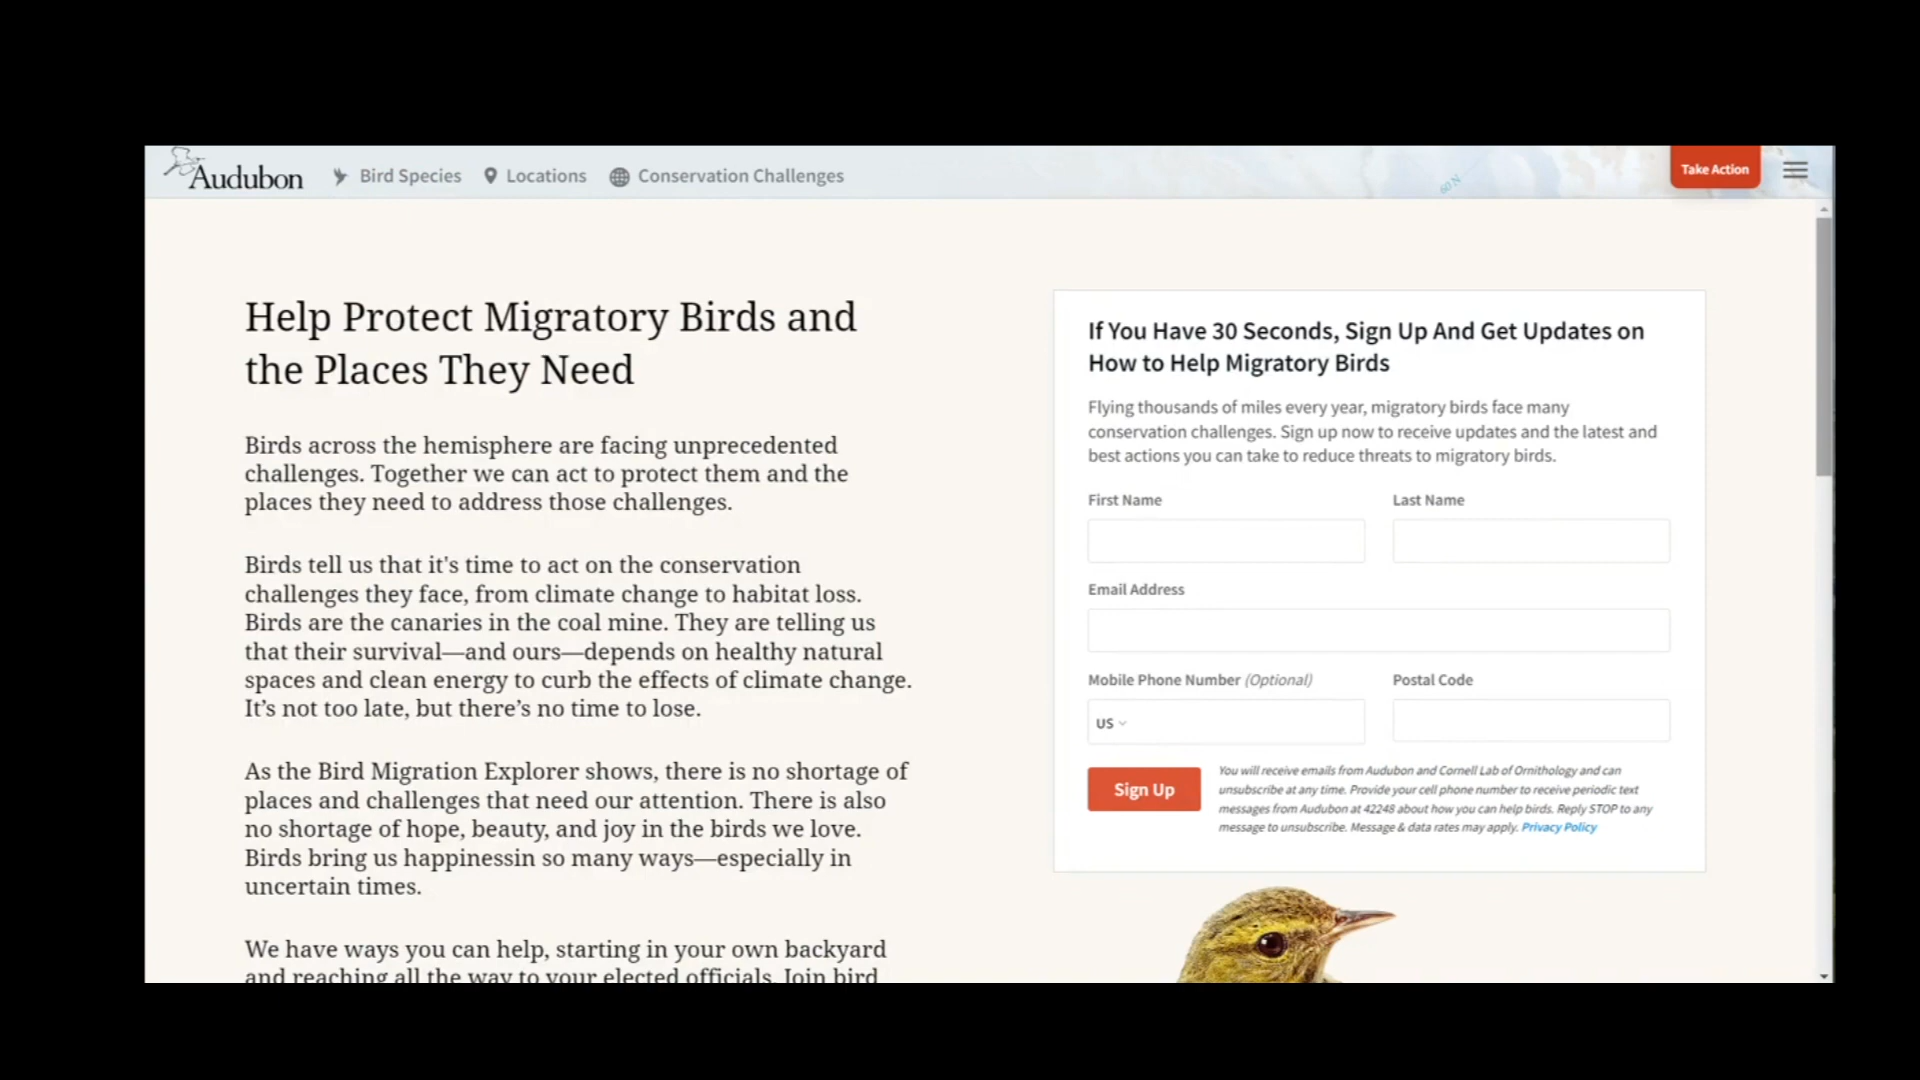 Audubon
Bird Species
Locations
Conservation Challenges
60 N
Take Action
Help Protect Migratory Birds and
the Places They Need
Birds across the hemisphere are facing unprecedented
challenges. Together we can act to protect them and the
places they need to address those challenges.
Birds tell us that it's time to act on the conservation
challenges they face, from climate change to habitat loss.
Birds are the canaries in the coal mine. They are telling us
that their survival—and ours—depends on healthy natural
spaces and clean energy to curb the effects of climate change.
It’s not too late, but there’s no time to lose.
As the Bird Migration Explorer shows, there is no shortage of
places and challenges that need our attention. There is also
no shortage of hope, beauty, and joy in the birds we love.
Birds bring us happinessin so many ways—especially in
uncertain times.
We have ways you can help, starting in your own backyard
and reaching all the way to your elected officials. Join bird
If You Have 30 Seconds, Sign Up And Get Updates on
How to Help Migratory Birds
Flying thousands of miles every year, migratory birds face many
conservation challenges. Sign up now to receive updates and the latest and
best actions you can take to reduce threats to migratory birds.
First Name
Last Name
Email Address
Mobile Phone Number (Optional)
Postal Code
US
Sign Up
You will receive emails from Audubon and Cornell Lab of Ornithology and can
unsubscribe at any time. Provide your cell phone number to receive periodic text
messages from Audubon at 42248 about how you can help birds. Reply STOP to any
message to unsubscribe. Message & data rates may apply. Privacy Policy